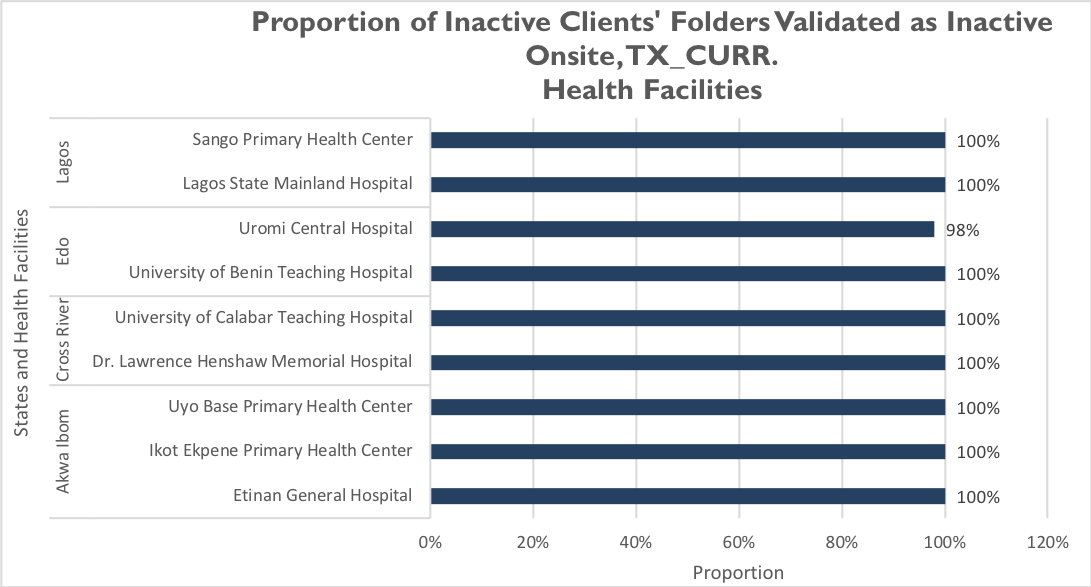 Proportion of Inactive Clients' Folders Validated as Inactive
Onsite, TX_CURR.
Health Facilities
States and Health Facilities
Lagos
Sango Primary Health Center
100%
Lagos State Mainland Hospital
100%
Edo
Uromi Central Hospital
98%
University of Benin Teaching Hospital
100%
Cross River
University of Calabar Teaching Hospital
100%
Dr. Lawrence Henshaw Memorial Hospital
100%
Akwa Ibom
Uyo Base Primary Health Center
100%
Ikot Ekpene Primary Health Center
100%
Etinan General Hospital
100%
0% 20% 40% 60% 80% 100% 120%
Proportion